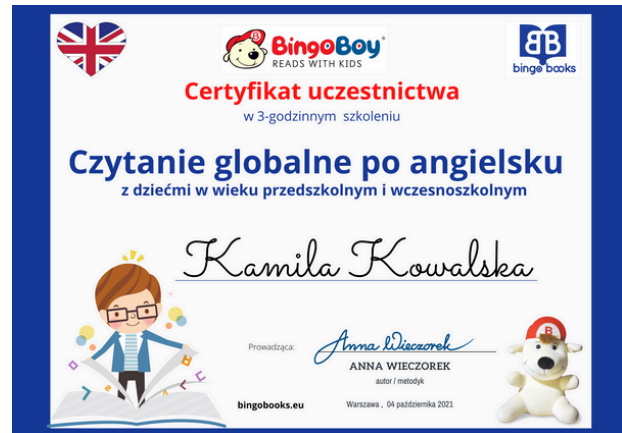 BingoBoy
READS WITH KIDS
BB
bingo books
Certyfikat uczestnictwa
w 3-godzinnym szkoleniu
Czytanie globalne po angielsku
z dziećmi w wieku przedszkolnym i wczesnoszkolnym
Kamila Kowalska
Prowadząca:
Anna Wieczorek
ANNA WIECZOREK
autor / metodyk
bingobooks.eu
Warszawa , 04 października 2021
B